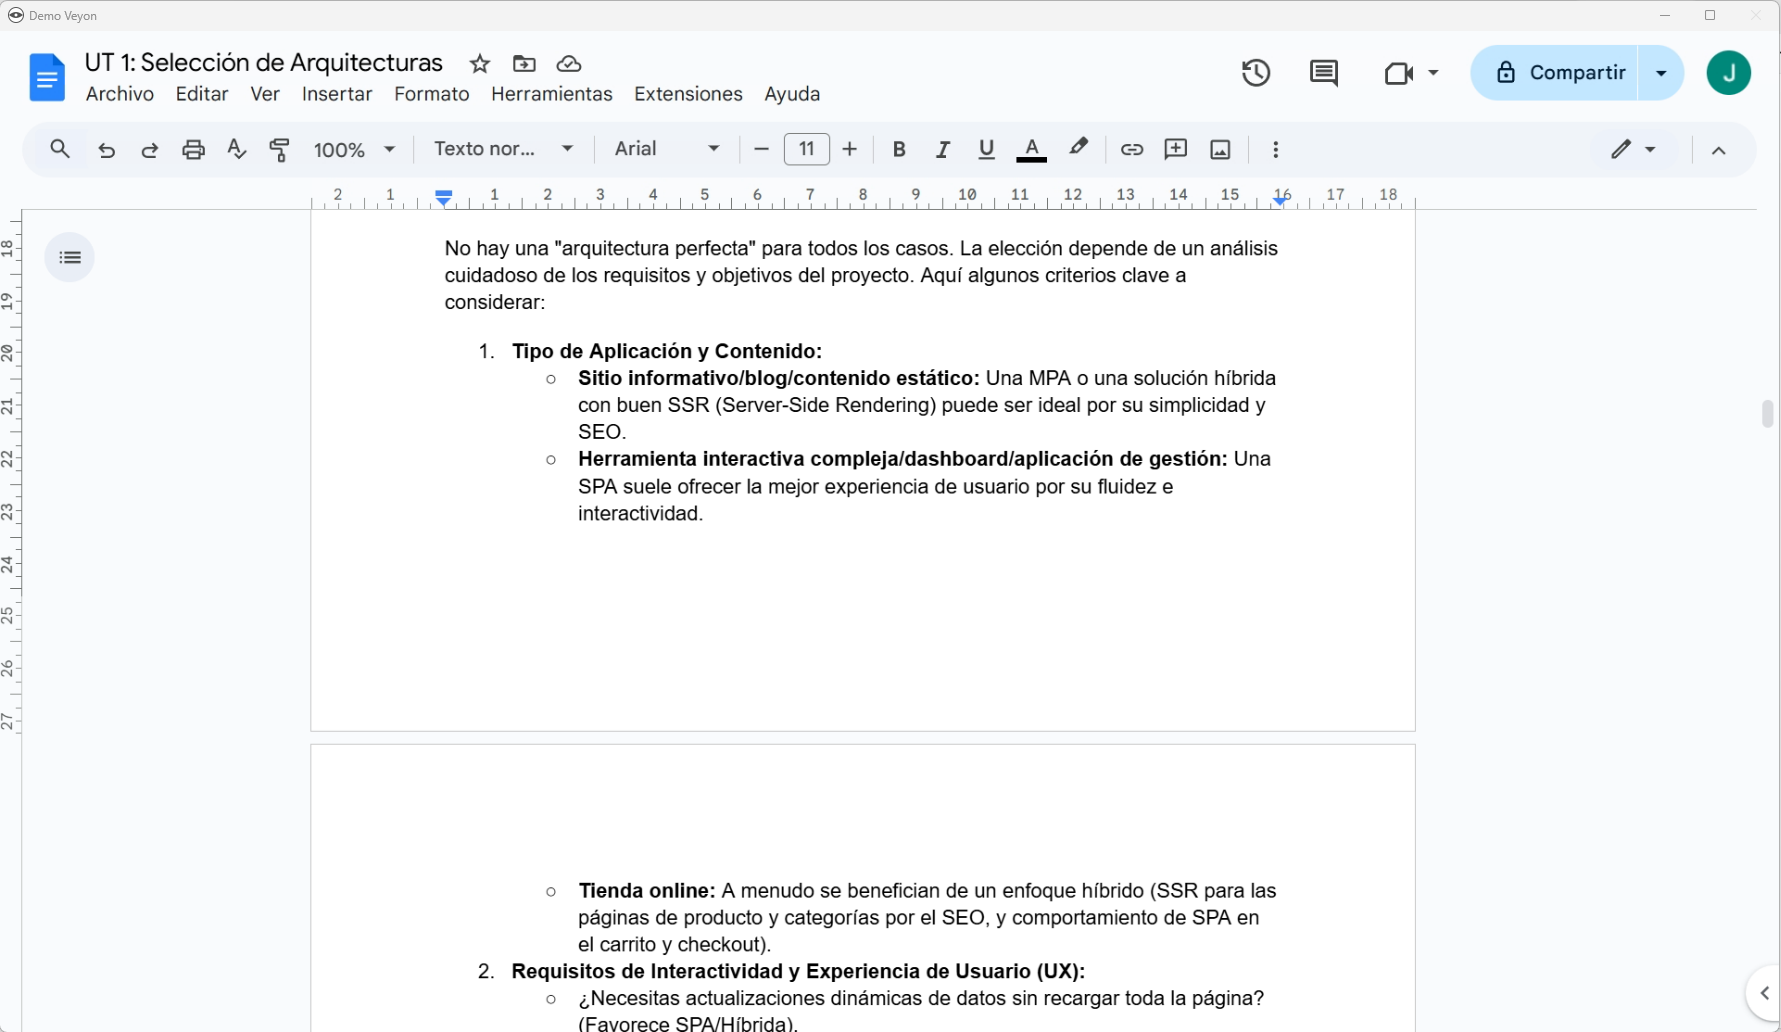 Demo Veyon
UT 1: Selección de Arquitecturas
Archivo Editar Ver Insertar Formato Herramientas Extensiones Ayuda
Compartir
J
100% Texto nor... Arial 11
2 1 1 2 3 4 5 6 7 8 9 10 11 12 13 14 15 16 17 18
18
19
20
21
22
23
24
25
26
27
No hay una "arquitectura perfecta" para todos los casos. La elección depende de un análisis
cuidadoso de los requisitos y objetivos del proyecto. Aquí algunos criterios clave a
considerar:
1. Tipo de Aplicación y Contenido:
○ Sitio informativo/blog/contenido estático: Una MPA o una solución híbrida
con buen SSR (Server-Side Rendering) puede ser ideal por su simplicidad y
SEO.
○ Herramienta interactiva compleja/dashboard/aplicación de gestión: Una
SPA suele ofrecer la mejor experiencia de usuario por su fluidez e
interactividad.
○ Tienda online: A menudo se benefician de un enfoque híbrido (SSR para las
páginas de producto y categorías por el SEO, y comportamiento de SPA en
el carrito y checkout).
2. Requisitos de Interactividad y Experiencia de Usuario (UX):
○ ¿Necesitas actualizaciones dinámicas de datos sin recargar toda la página?
(Favorece SPA/Híbrida).